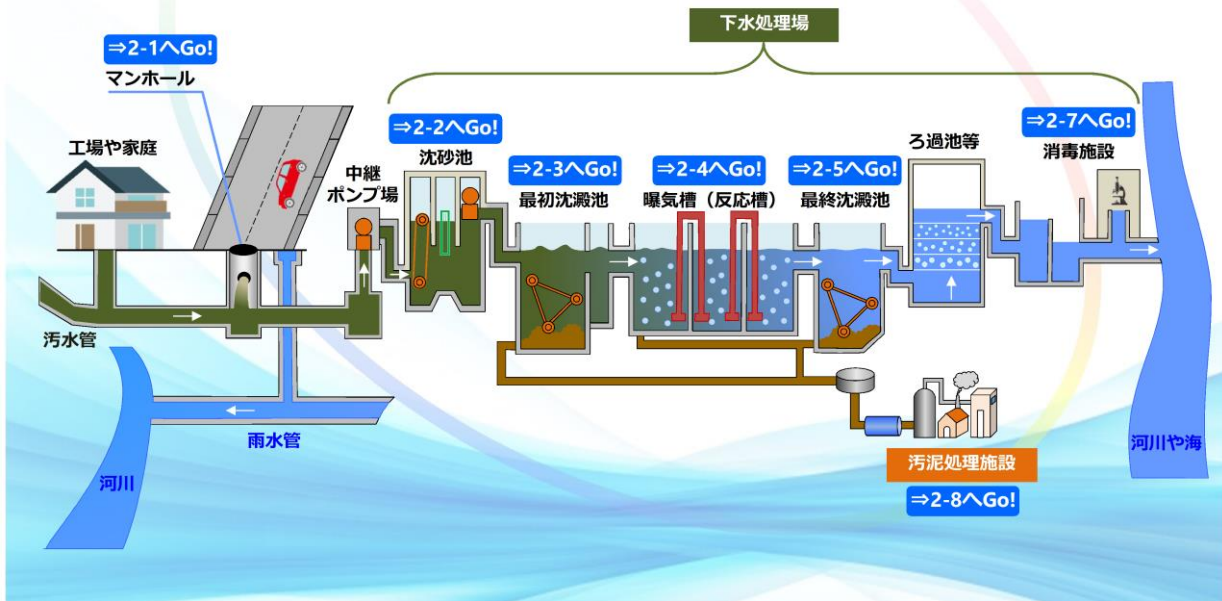 下水処理場
⇒2-1へGo!
マンホール
工場や家庭
中継
ポンプ場
⇒2-2へGo!
沈砂池
⇒2-3へGo!
最初沈澱池
⇒2-4へGo!
曝気槽（反応槽）
⇒2-5へGo!
最終沈澱池
ろ過池等
⇒2-7へGo!
消毒施設
汚水管
雨水管
河川
汚泥処理施設
⇒2-8へGo!
河川や海